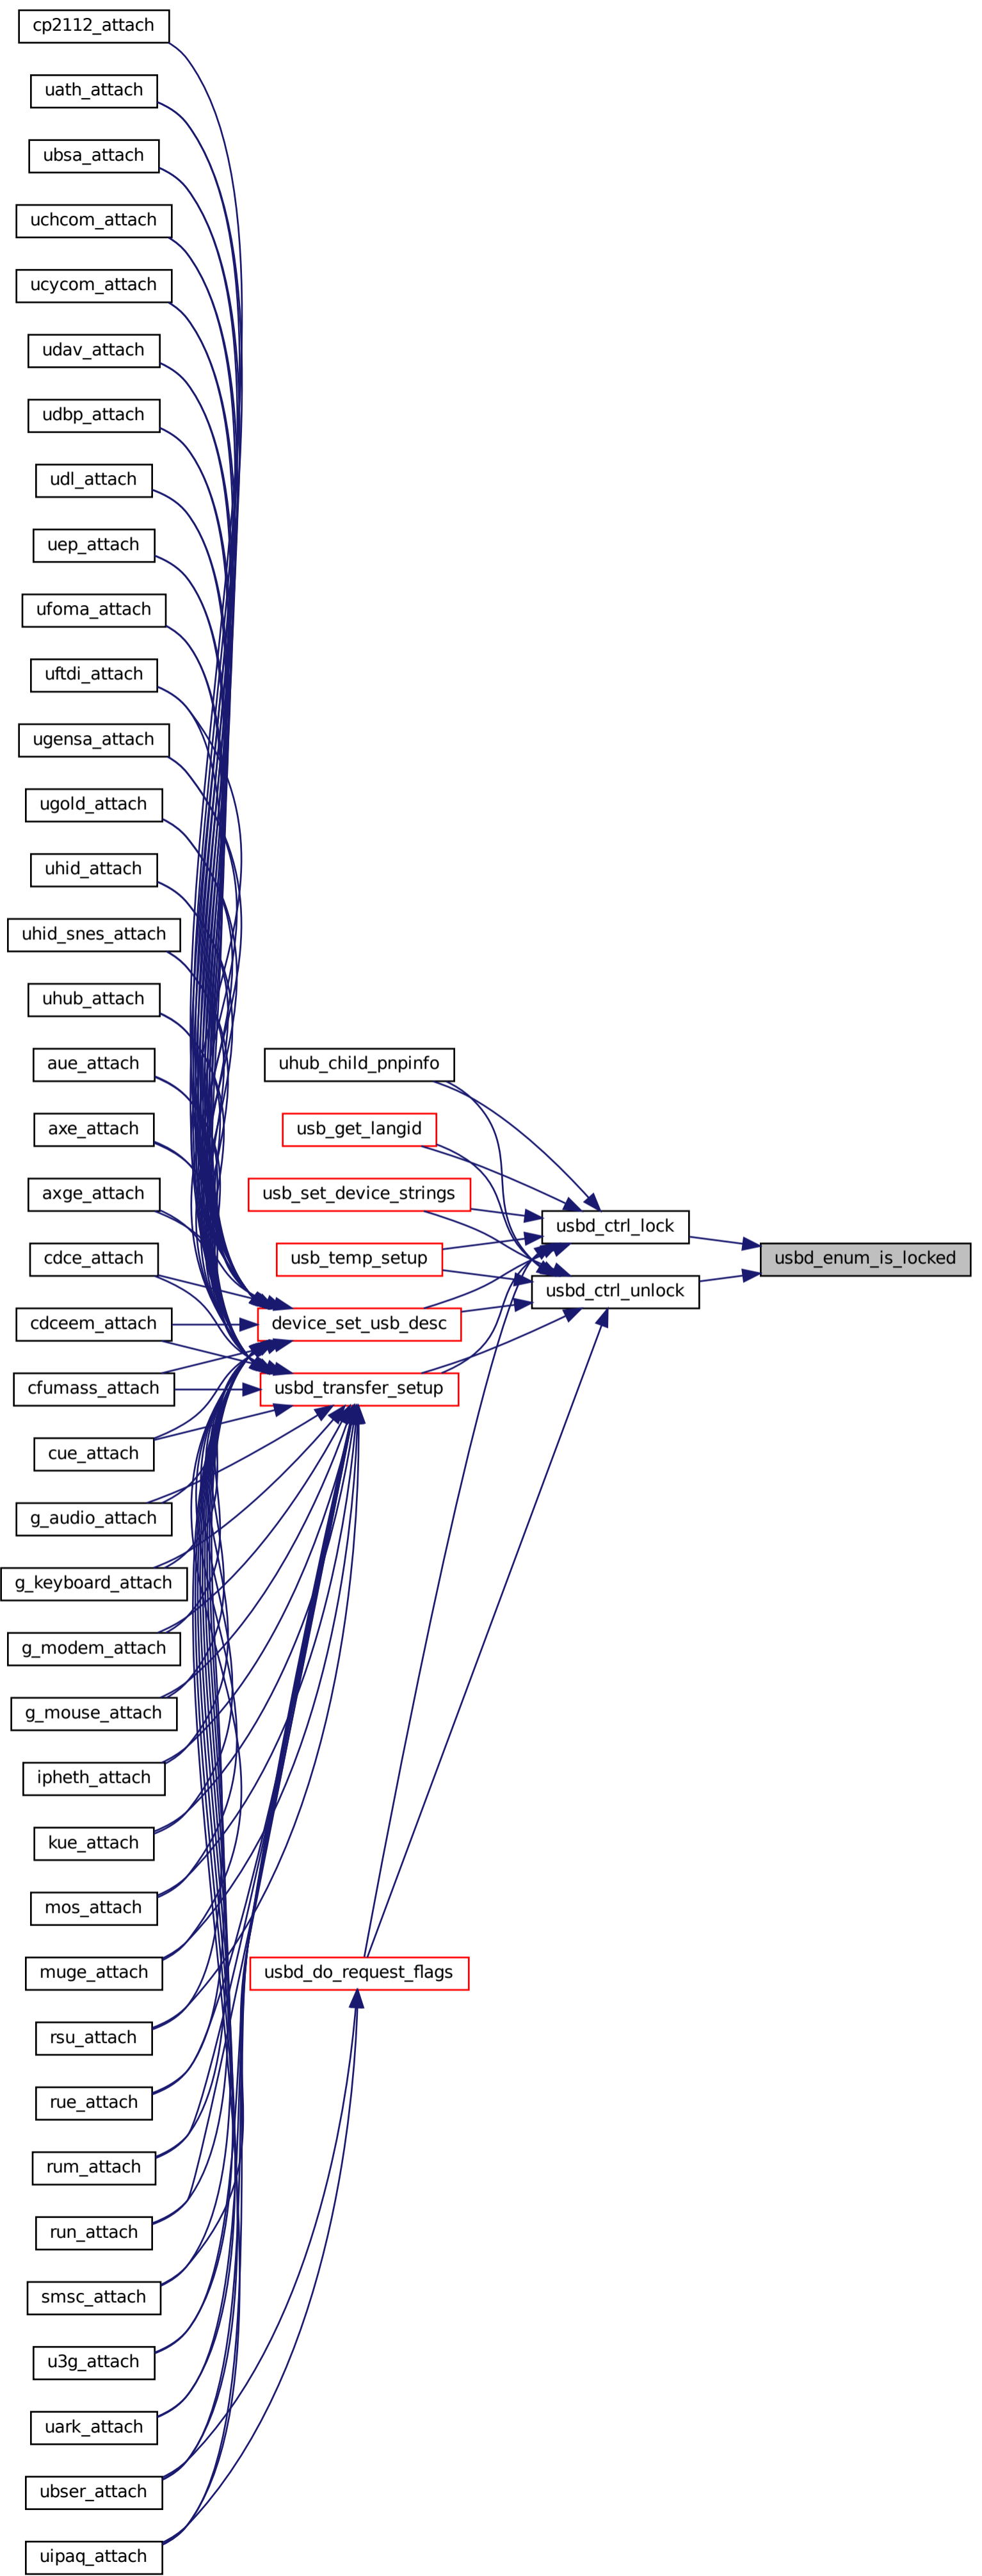 cp2112_attach
uath_attach
ubsa_attach
uchcom_attach
ucycom_attach
udav_attach
udbp_attach
udl_attach
uep_attach
ufoma_attach
uftdi_attach
ugensa_attach
ugold_attach
uhid_attach
uhid_snes_attach
uhub_attach
aue_attach
axe_attach
axge_attach
cdce_attach
cdceem_attach
cfumass_attach
cue_attach
g_audio_attach
g_keyboard_attach
g_modem_attach
g_mouse_attach
ipheth_attach
kue_attach
mos_attach
muge_attach
rsu_attach
rue_attach
rum_attach
run_attach
smsc_attach
u3g_attach
uark_attach
ubser_attach
uipaq_attach
uhub_child_pnpinfo
usb_get_langid
usb_set_device_strings
usb_temp_setup
device_set_usb_desc
usbd_transfer_setup
usbd_do_request_flags
usbd_ctrl_lock
usbd_ctrl_unlock
usbd_enum_is_locked